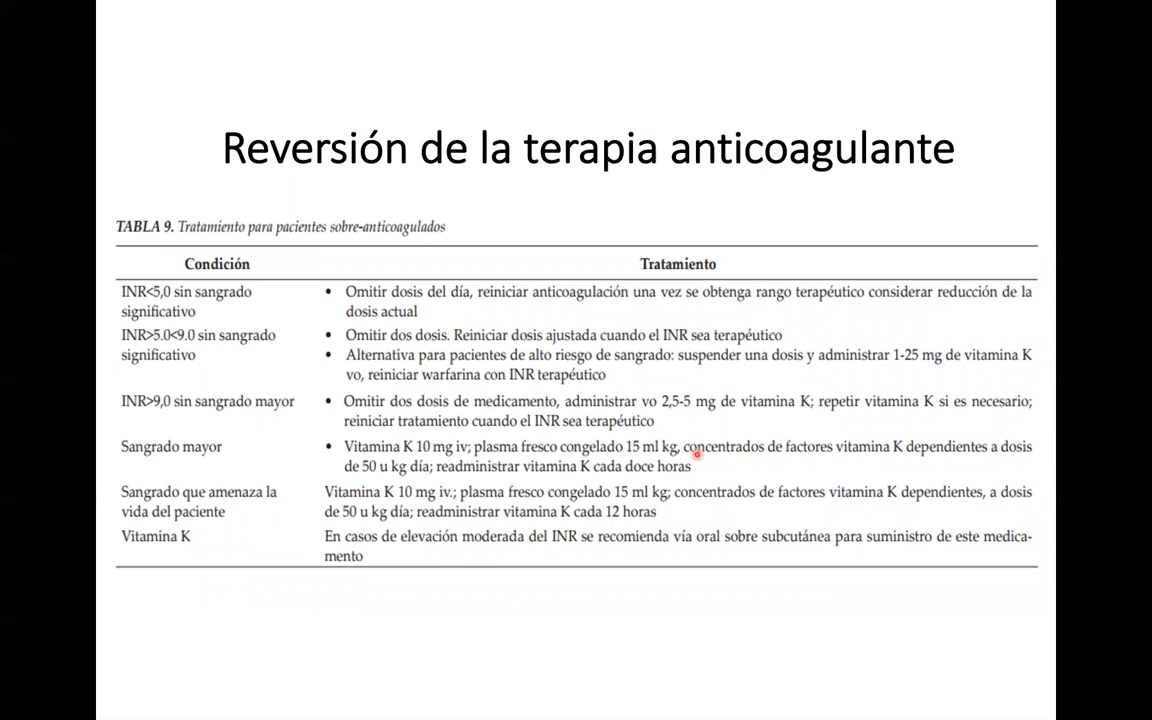 Reversión de la terapia anticoagulante
TABLA 9. Tratamiento para pacientes sobre-anticoagulados
Condición Tratamiento
INR<5,0 sin sangrado significativo
• Omitir dosis del día, reiniciar anticoagulación una vez se obtenga rango terapéutico considerar reducción de la
dosis actual
INR>5.0<9.0 sin sangrado significativo
• Omitir dos dosis. Reiniciar dosis ajustada cuando el INR sea terapéutico
• Alternativa para pacientes de alto riesgo de sangrado: suspender una dosis y administrar 1-25 mg de vitamina K
vo, reiniciar warfarina con INR terapéutico
INR>9,0 sin sangrado mayor
• Omitir dos dosis de medicamento, administrar vo 2,5-5 mg de vitamina K; repetir vitamina K si es necesario;
reiniciar tratamiento cuando el INR sea terapéutico
Sangrado mayor
• Vitamina K 10 mg iv; plasma fresco congelado 15 ml kg, concentrados de factores vitamina K dependientes a dosis
de 50 u kg día; readministrar vitamina K cada doce horas
Sangrado que amenaza la
vida del paciente
Vitamina K 10 mg iv.; plasma fresco congelado 15 ml kg; concentrados de factores vitamina K dependientes, a dosis
de 50 u kg día; readministrar vitamina K cada 12 horas
Vitamina K
En casos de elevación moderada del INR se recomienda vía oral sobre subcutánea para suministro de este medica-
mento